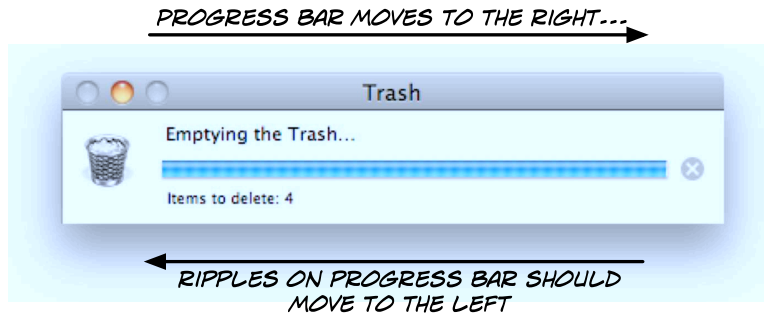 PROGRESS BAR MOVES TO THE RIGHT...
Trash
Emptying the Trash...
Items to delete: 4
RIPPLES ON PROGRESS BAR SHOULD
MOVE TO THE LEFT